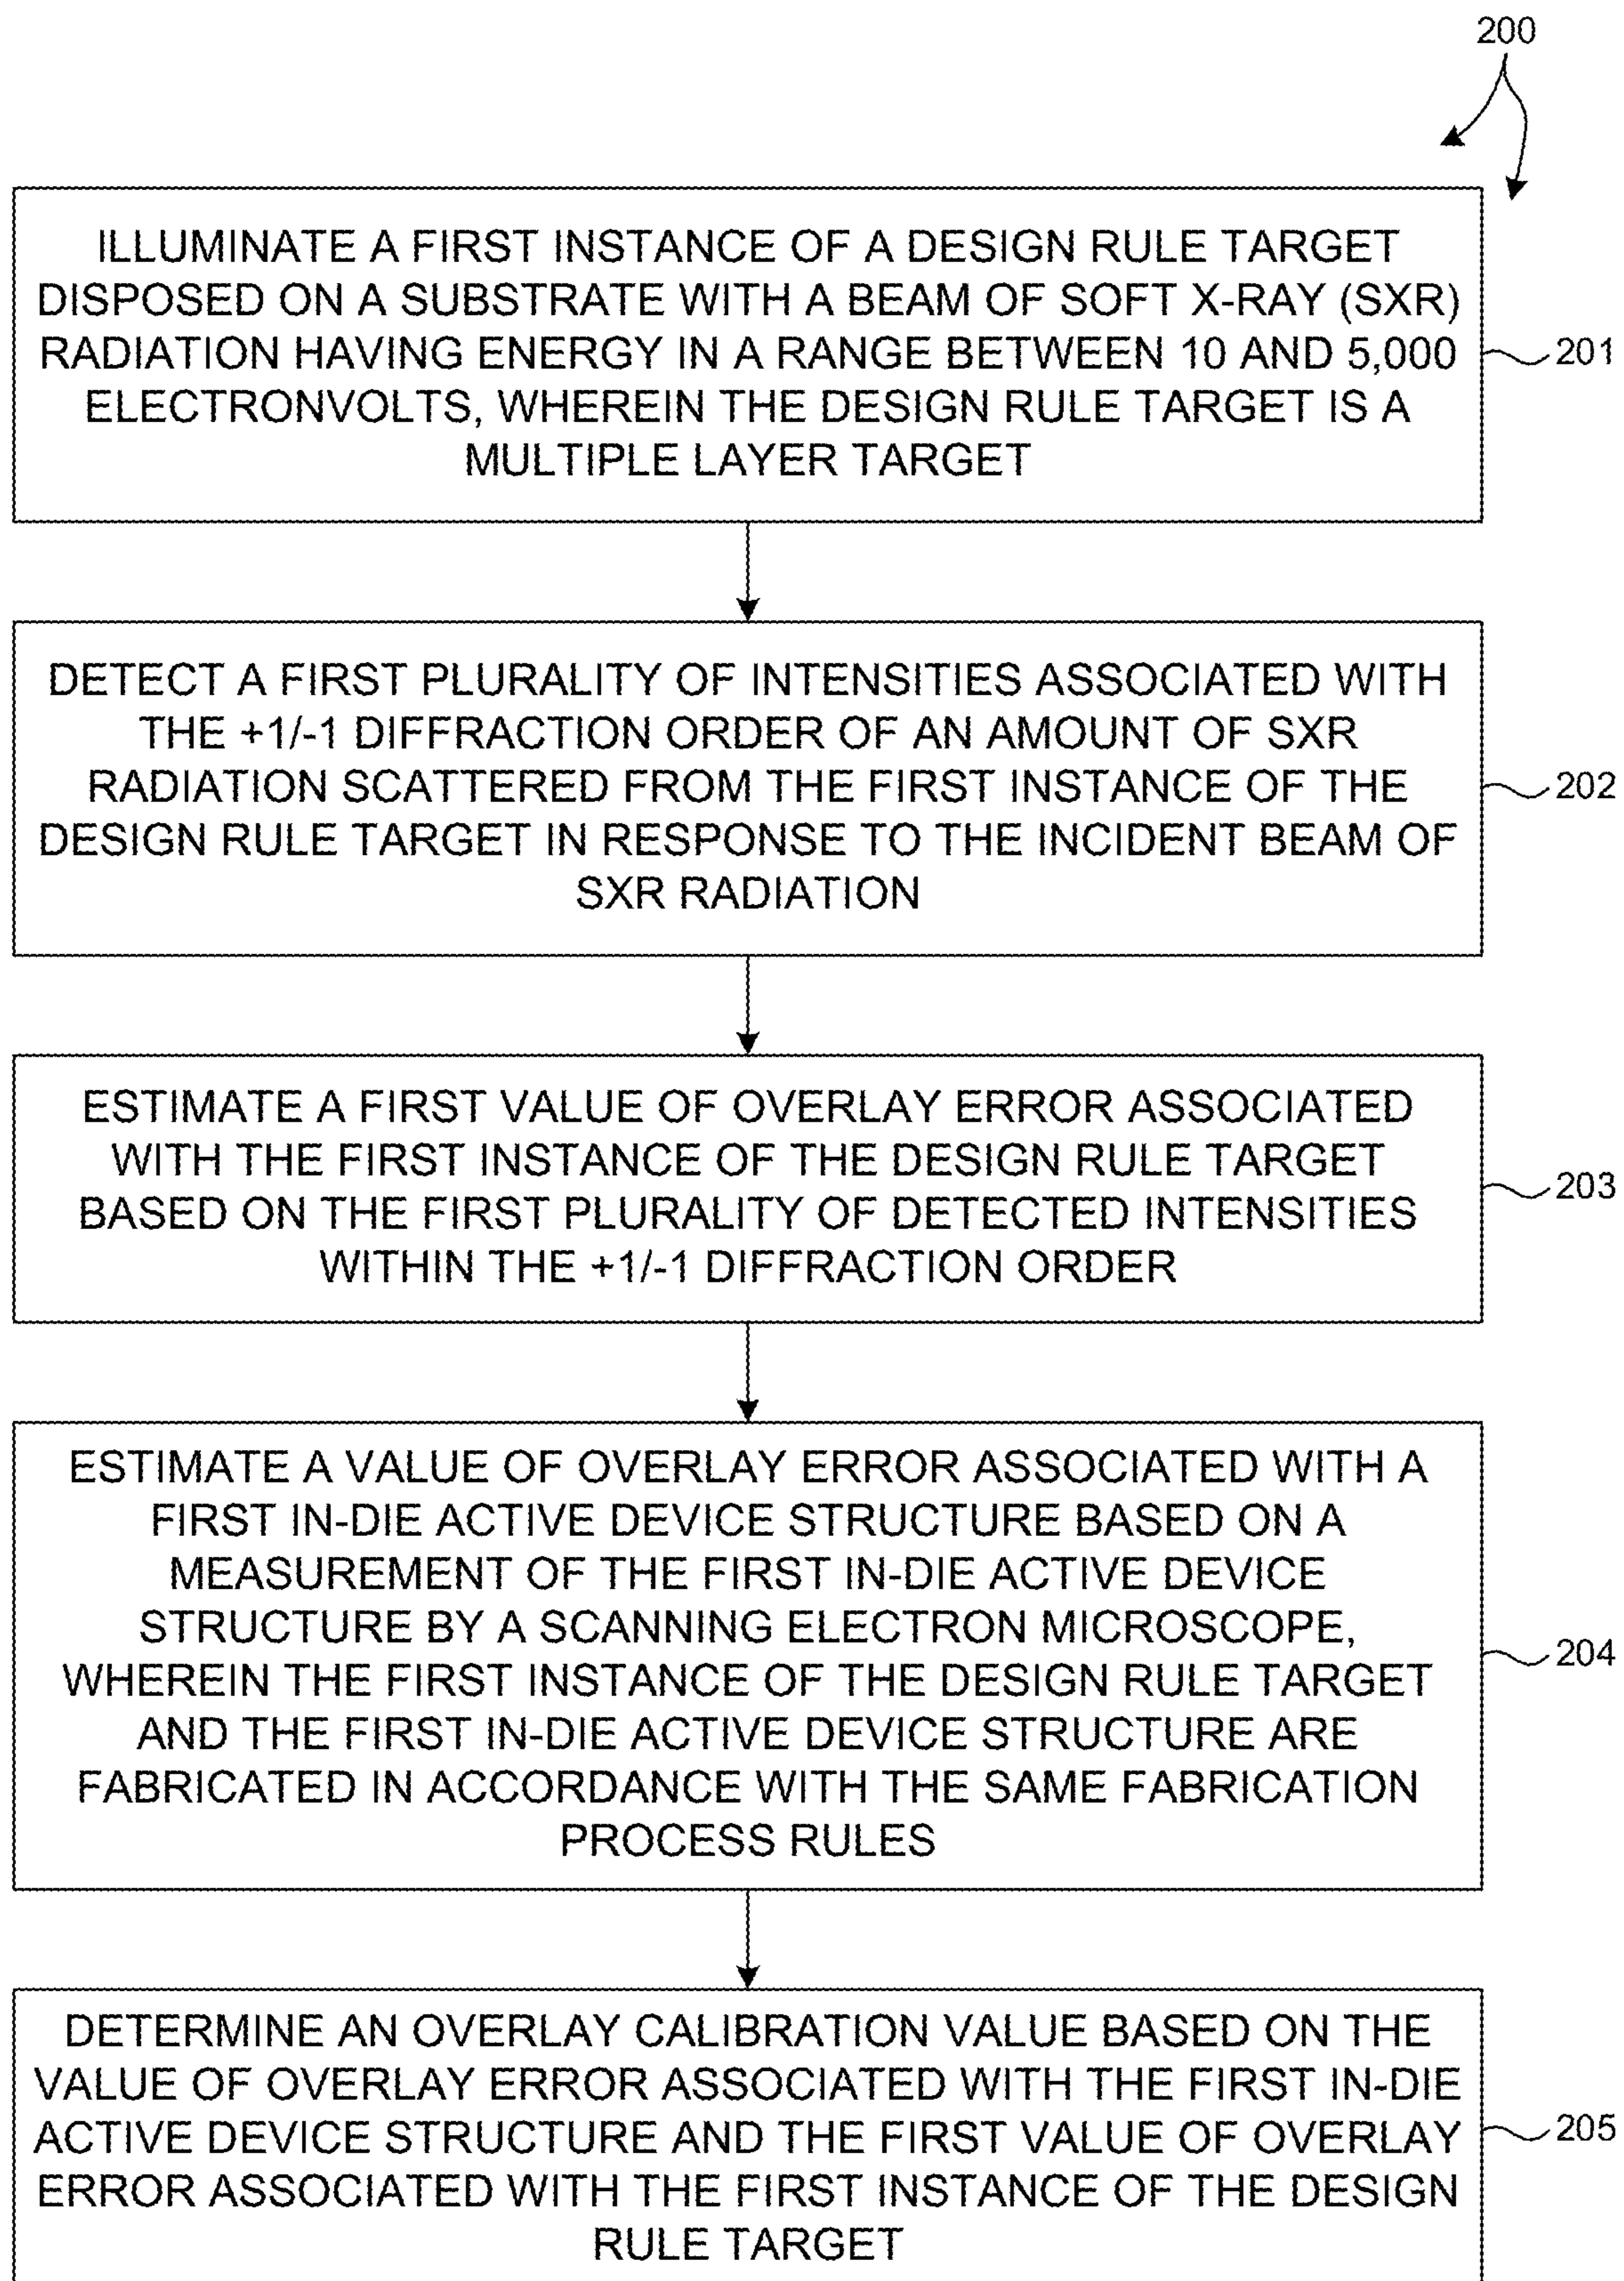 200
ILLUMINATE A FIRST INSTANCE OF A DESIGN RULE TARGET
DISPOSED ON A SUBSTRATE WITH A BEAM OF SOFT X-RAY (SXR)
RADIATION HAVING ENERGY IN A RANGE BETWEEN 10 AND 5,000
ELECTRONVOLTS, WHEREIN THE DESIGN RULE TARGET IS A
MULTIPLE LAYER TARGET
201
DETECT A FIRST PLURALITY OF INTENSITIES ASSOCIATED WITH
THE +1/-1 DIFFRACTION ORDER OF AN AMOUNT OF SXR
RADIATION SCATTERED FROM THE FIRST INSTANCE OF THE
DESIGN RULE TARGET IN RESPONSE TO THE INCIDENT BEAM OF
SXR RADIATION
202
ESTIMATE A FIRST VALUE OF OVERLAY ERROR ASSOCIATED
WITH THE FIRST INSTANCE OF THE DESIGN RULE TARGET
BASED ON THE FIRST PLURALITY OF DETECTED INTENSITIES
WITHIN THE +1/-1 DIFFRACTION ORDER
203
ESTIMATE A VALUE OF OVERLAY ERROR ASSOCIATED WITH A
FIRST IN-DIE ACTIVE DEVICE STRUCTURE BASED ON A
MEASUREMENT OF THE FIRST IN-DIE ACTIVE DEVICE
STRUCTURE BY A SCANNING ELECTRON MICROSCOPE,
WHEREIN THE FIRST INSTANCE OF THE DESIGN RULE TARGET
AND THE FIRST IN-DIE ACTIVE DEVICE STRUCTURE ARE
FABRICATED IN ACCORDANCE WITH THE SAME FABRICATION
PROCESS RULES
204
DETERMINE AN OVERLAY CALIBRATION VALUE BASED ON THE
VALUE OF OVERLAY ERROR ASSOCIATED WITH THE FIRST IN-DIE
ACTIVE DEVICE STRUCTURE AND THE FIRST VALUE OF OVERLAY
ERROR ASSOCIATED WITH THE FIRST INSTANCE OF THE DESIGN
RULE TARGET
205